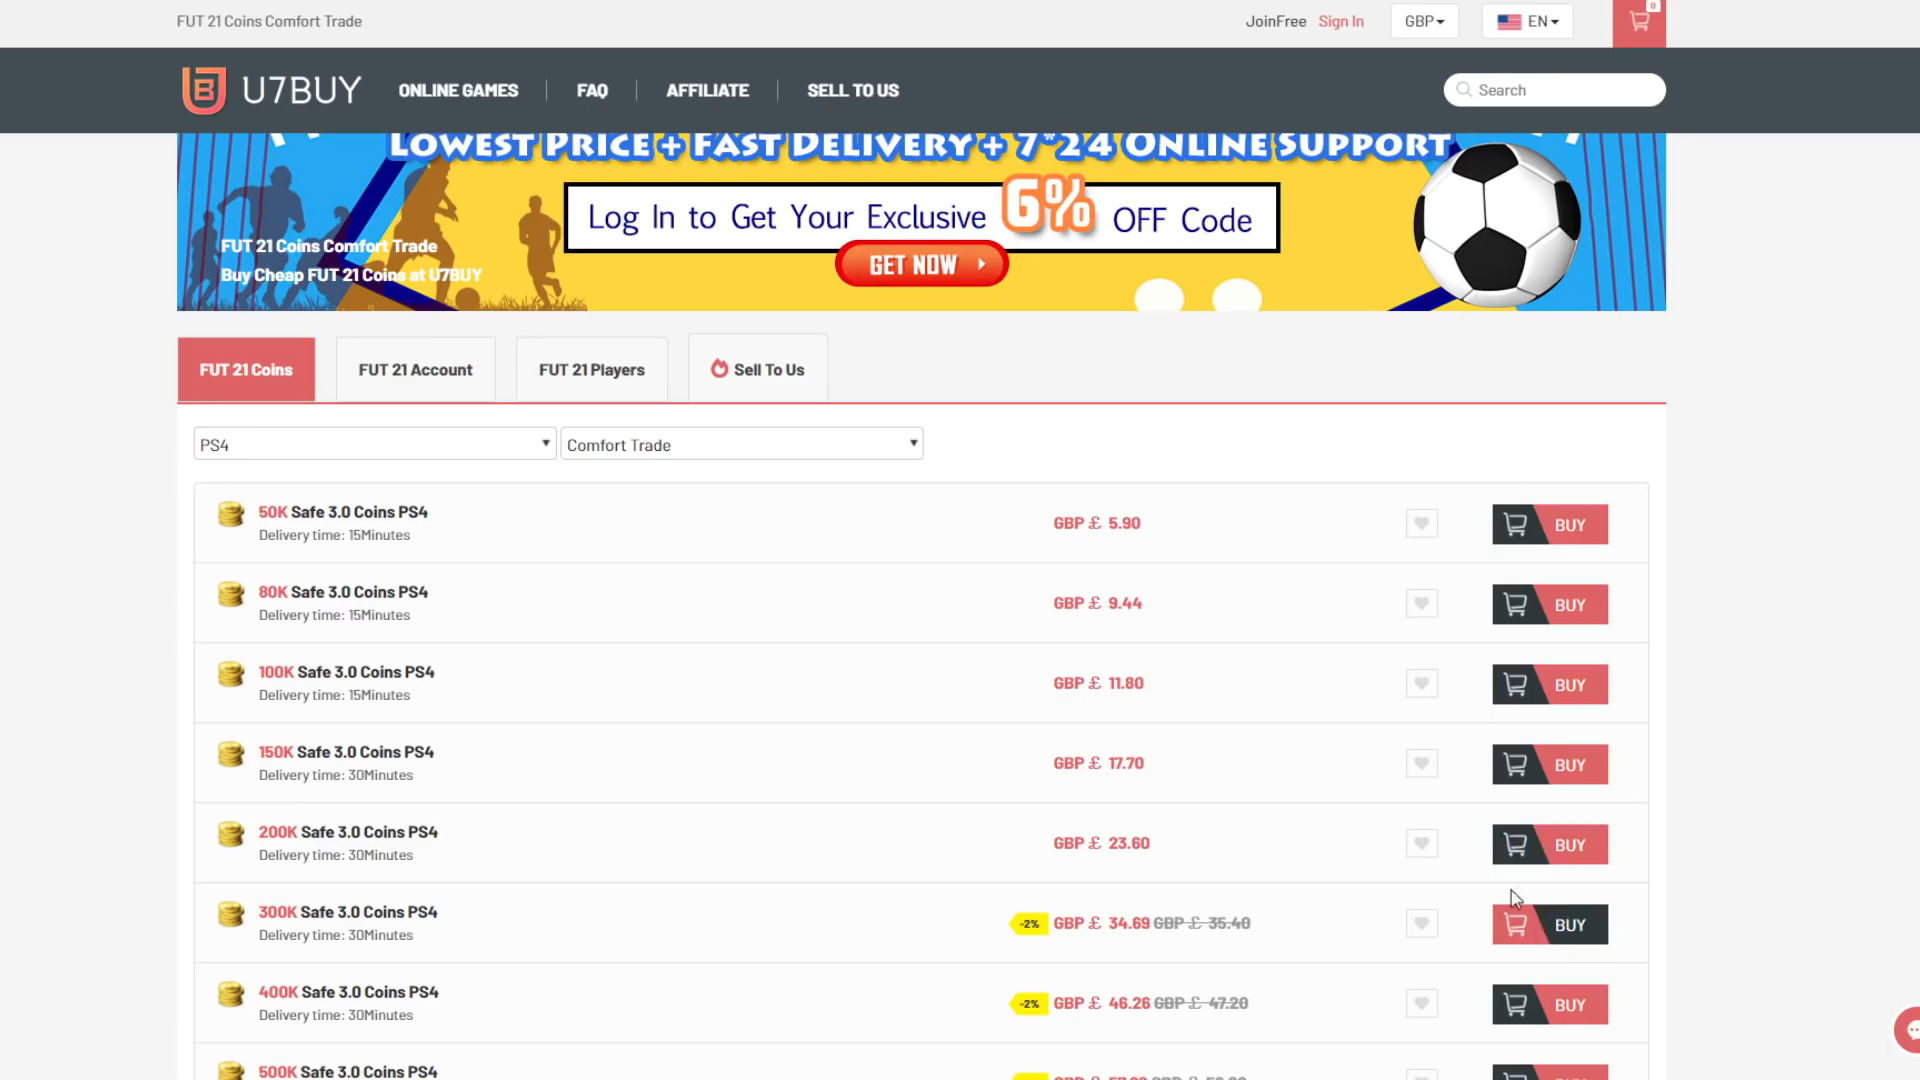 FUT 21 Coins Comfort Trade
JoinFree Sign In GBP EN 0
U7BUY ONLINE GAMES FAQ AFFILIATE SELL TO US Search
LOWEST PRICE + FAST DELIVERY + 7*24 ONLINE SUPPORT
Log In to Get Your Exclusive 6% OFF Code
FUT 21 Coins Comfort Trade
GET NOW
Buy Cheap FUT 21 Coins at U7BUY
FUT 21 Coins FUT 21 Account FUT 21 Players Sell To Us
PS4 Comfort Trade
50K Safe 3.0 Coins PS4
Delivery time: 15Minutes
GBP £ 5.90 BUY
80K Safe 3.0 Coins PS4
Delivery time: 15Minutes
GBP £ 9.44 BUY
100K Safe 3.0 Coins PS4
Delivery time: 15Minutes
GBP £ 11.80 BUY
150K Safe 3.0 Coins PS4
Delivery time: 30Minutes
GBP £ 17.70 BUY
200K Safe 3.0 Coins PS4
Delivery time: 30Minutes
GBP £ 23.60 BUY
300K Safe 3.0 Coins PS4
Delivery time: 30Minutes
-2% GBP £ 34.69 GBP £ 35.40 BUY
400K Safe 3.0 Coins PS4
Delivery time: 30Minutes
-2% GBP £ 46.26 GBP £ 47.20 BUY
500K Safe 3.0 Coins PS4